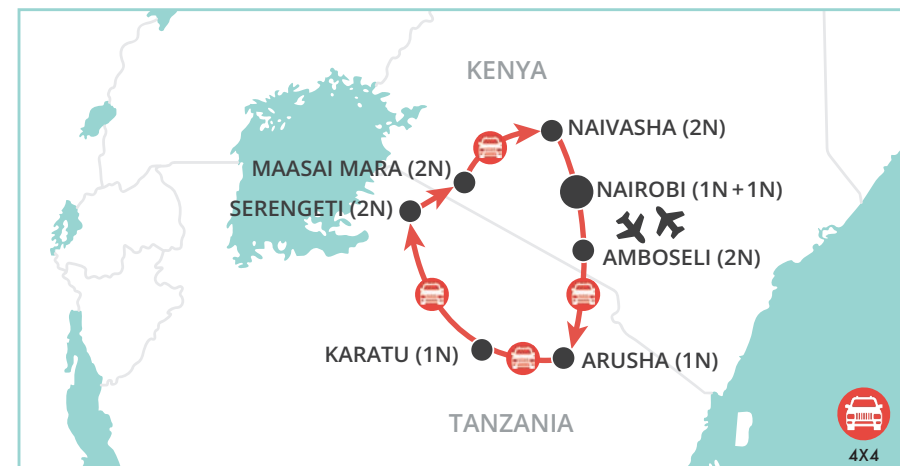 KENYA
NAIVASHA (2N)
MAASAI MARA (2N)
NAIROBI (1N+1N)
SERENGETI (2N)
AMBOSELI (2N)
KARATU (1N)
ARUSHA (1N)
TANZANIA
4X4